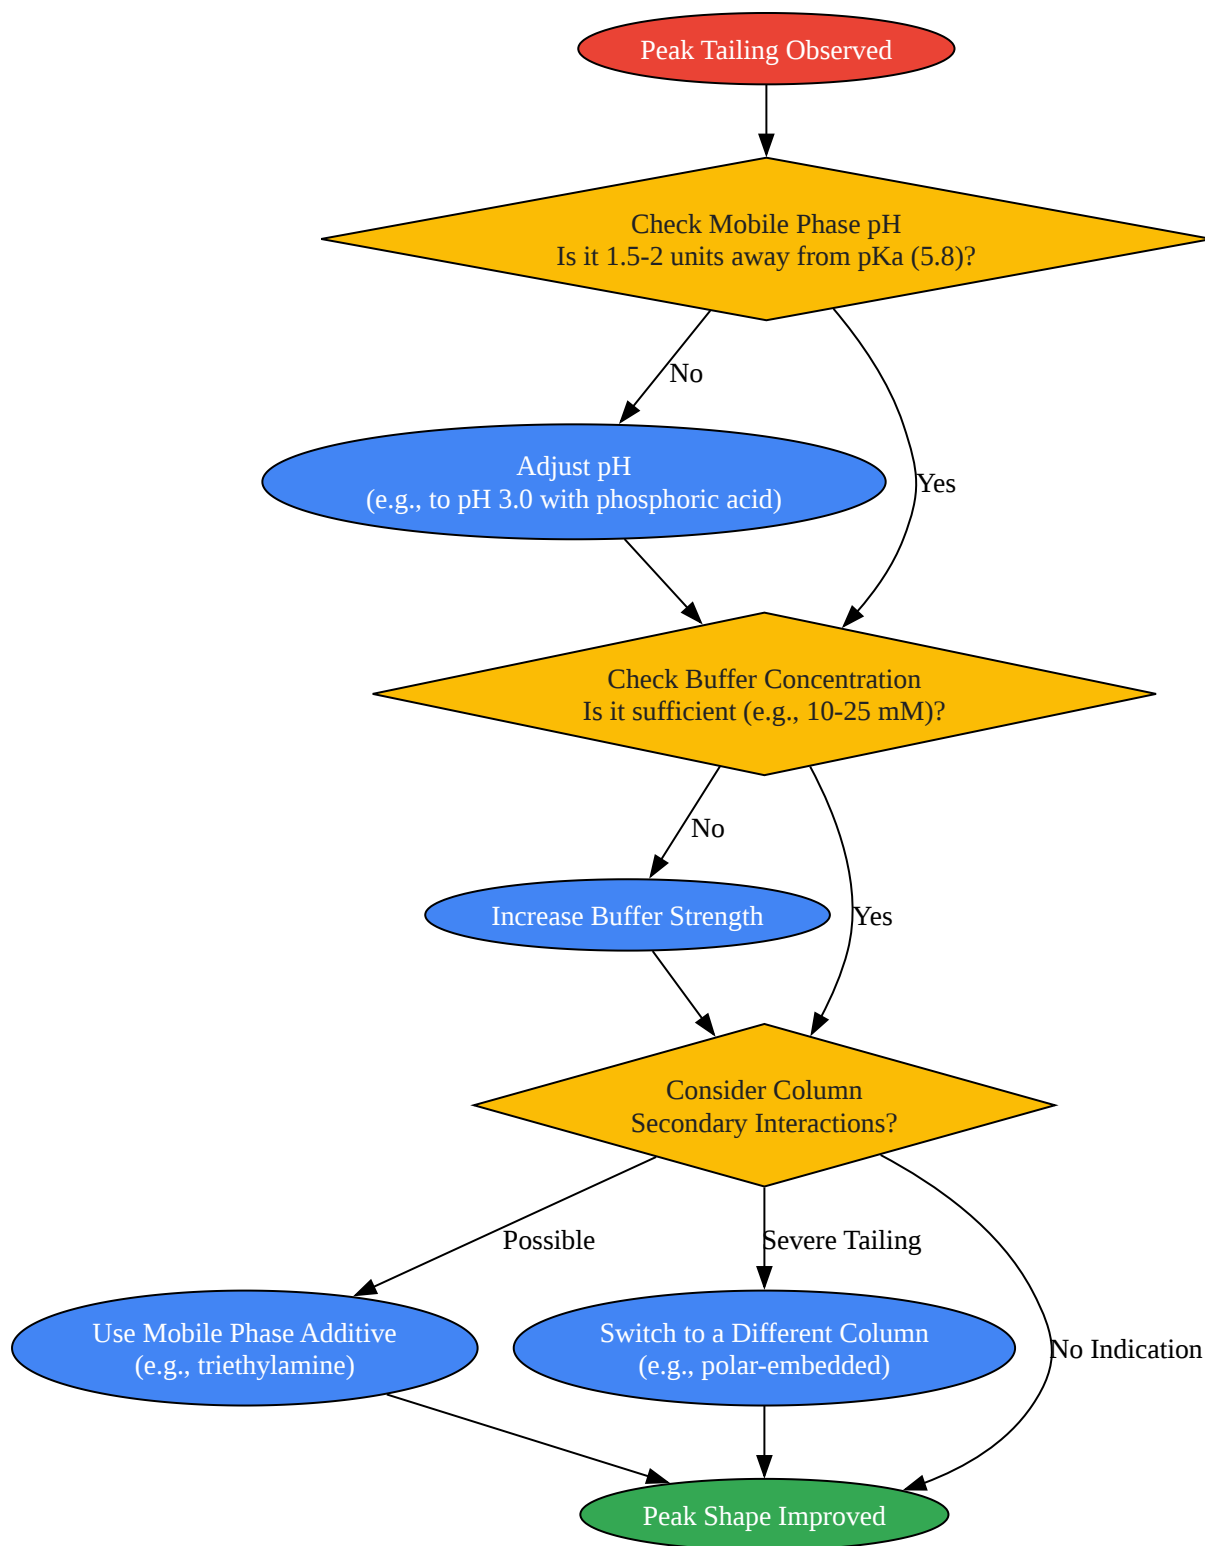 Peak Tailing Observed
Check Mobile Phase pH
Is it 1.5-2 units away from pKa (5.8)?
No
Adjust pH
(e.g., to pH 3.0 with phosphoric acid)
Yes
Check Buffer Concentration
Is it sufficient (e.g., 10-25 mM)?
No
Increase Buffer Strength
Yes
Consider Column
Secondary Interactions?
Possible
Severe Tailing
Use Mobile Phase Additive
(e.g., triethylamine)
Switch to a Different Column
(e.g., polar-embedded)
No Indication
Peak Shape Improved